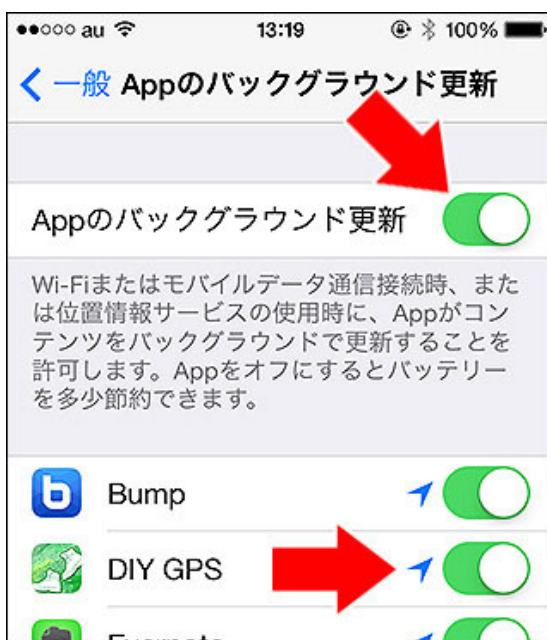 au 13:19 100%
一般 Appのバックグラウンド更新
Appのバックグラウンド更新
Wi-Fiまたはモバイルデータ通信接続時、また
は位置情報サービスの使用時に、Appがコン
テンツをバックグラウンドで更新することを
許可します。Appをオフにするとバッテリー
を多少節約できます。
Bump
DIY GPS
Evernote